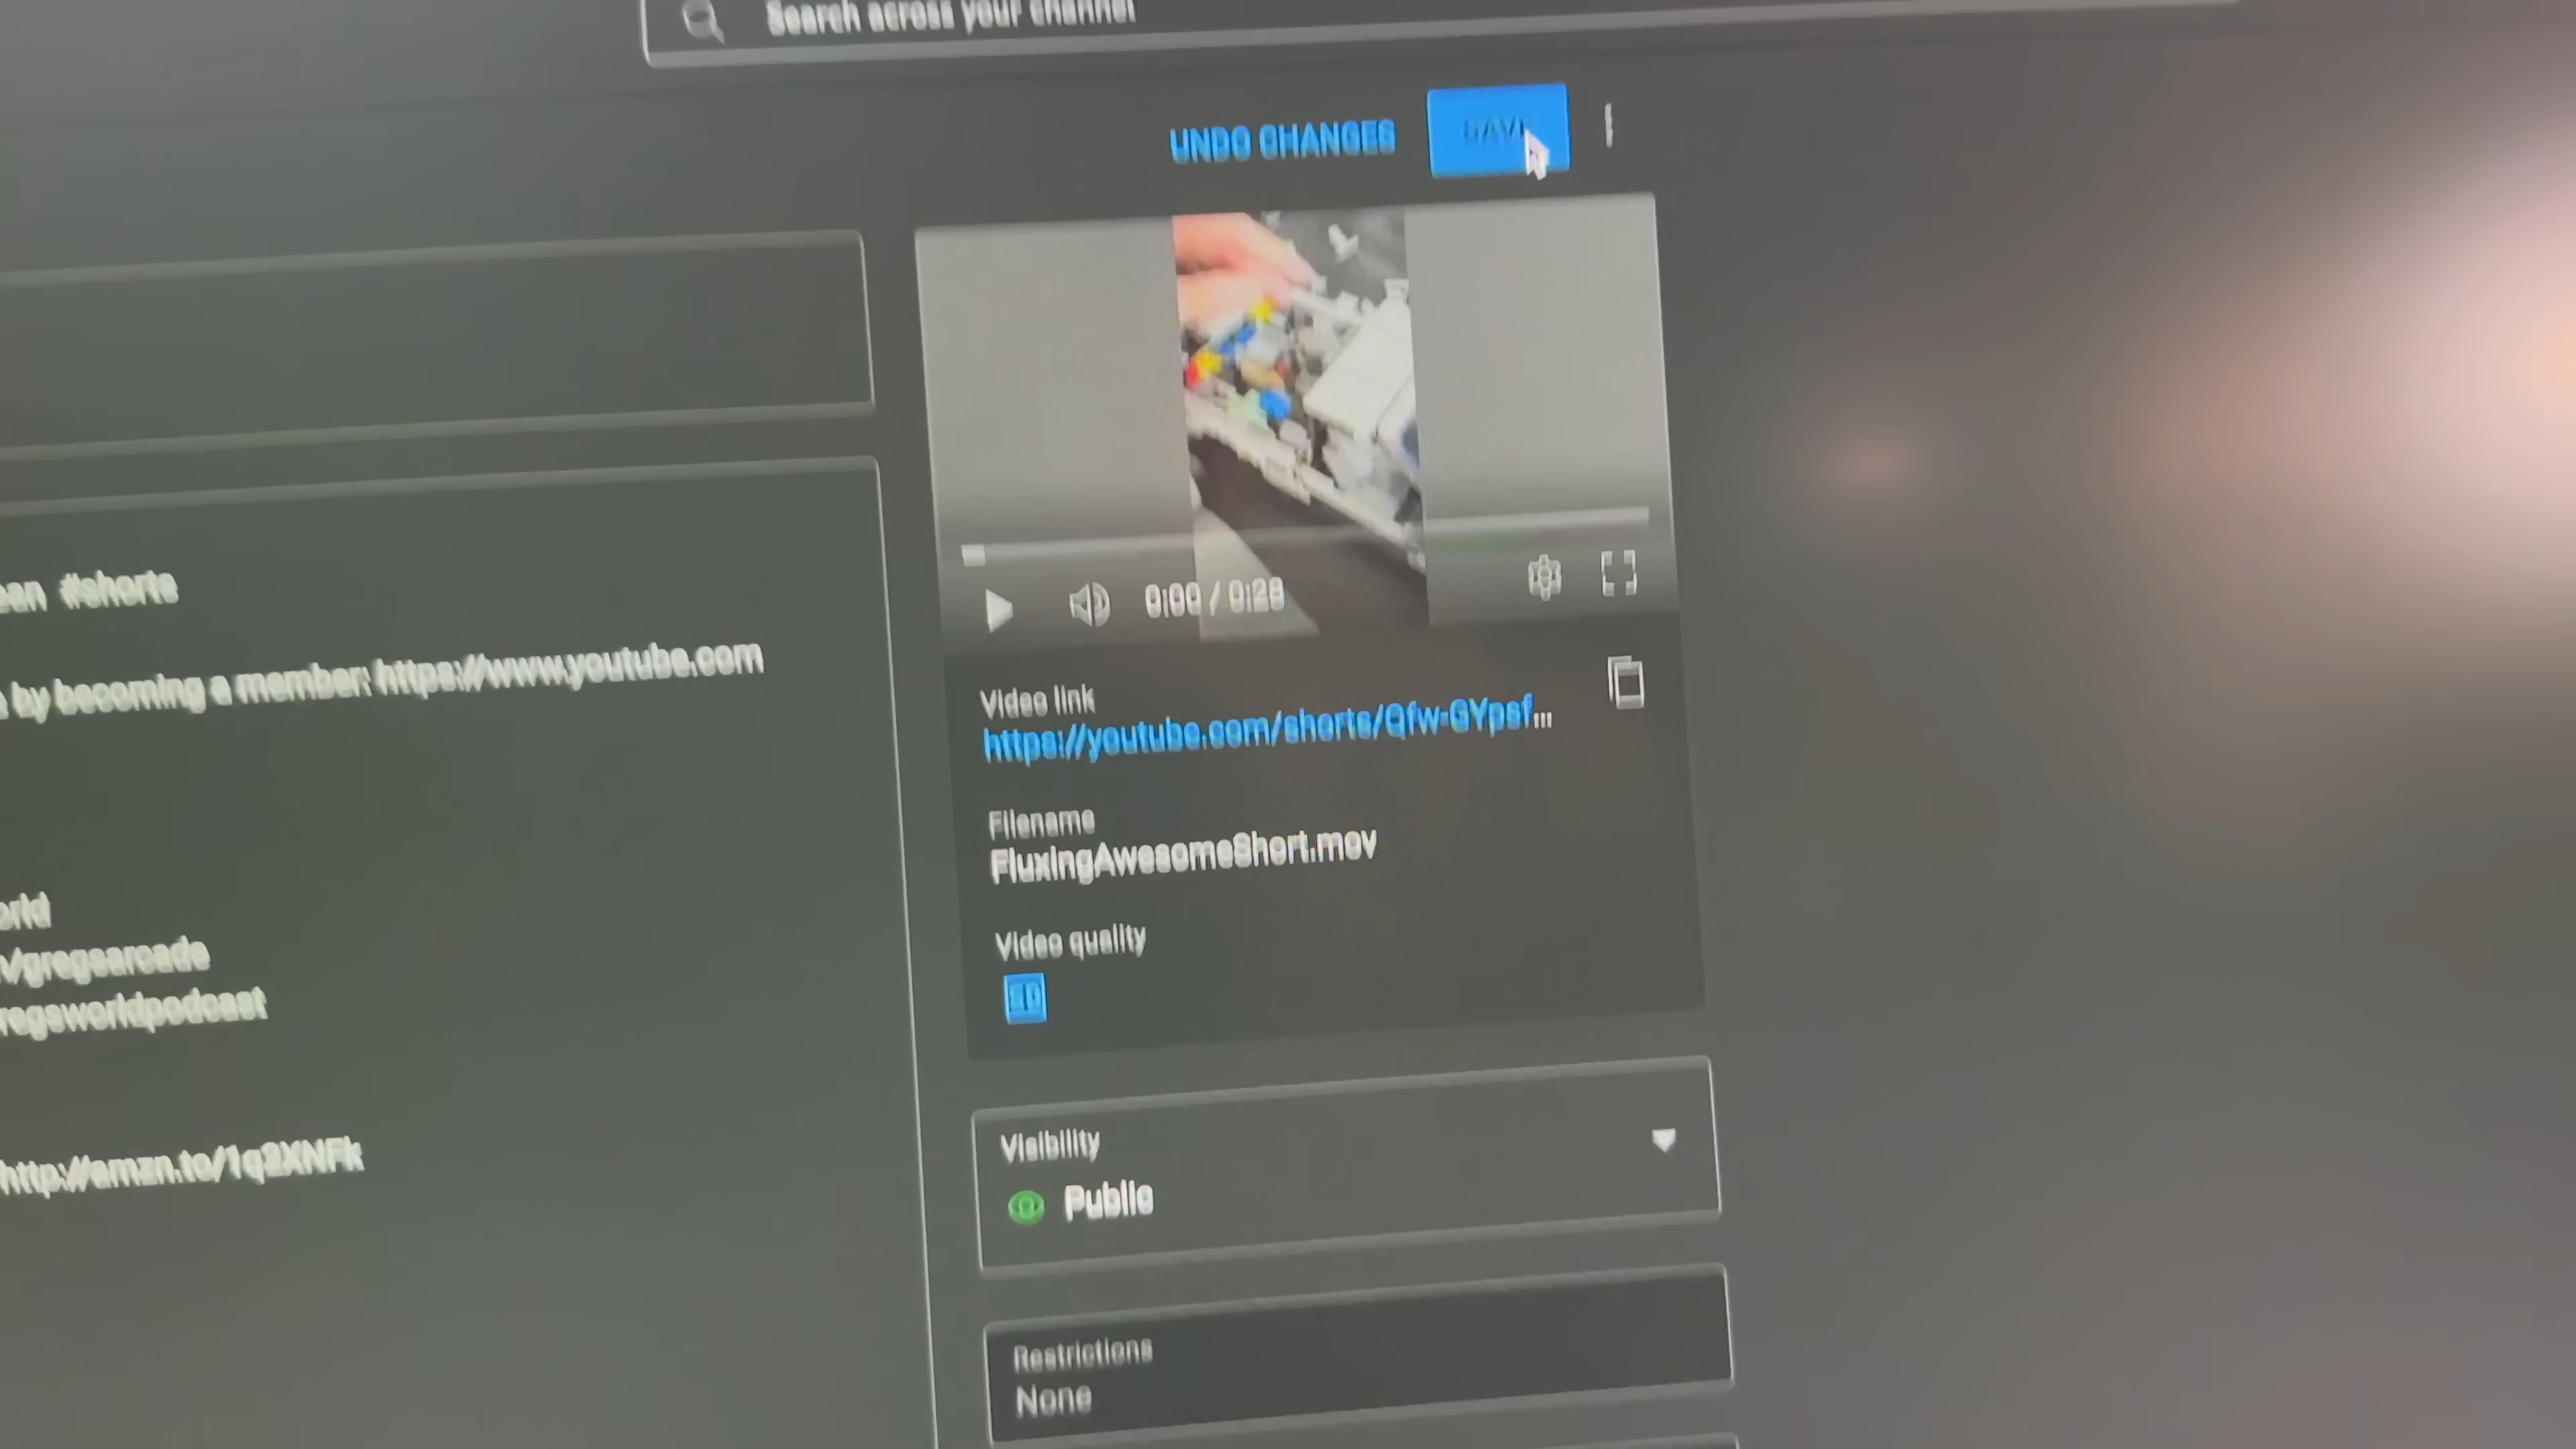 Search across your channel
UNDO CHANGES
SAVE
#shorts
by becoming a member: https://www.youtube.com
0:00 / 0:28
Video link
https://youtube.com/shorts/Qfw-GYpsf...
Filename
FluxingAwesomeShort.mov
Video quality
SD
/gregsarcade
regsworldpodcast
http://amzn.to/1q2XNFk
Visibility
Public
Restrictions
None